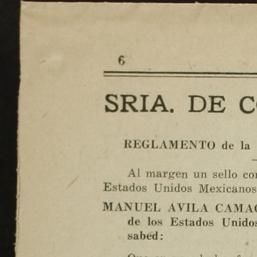 6
SRIA. DE C
REGLAMENTO de la
Al margen un sello con
Estados Unidos Mexicanos
MANUEL AVILA CAMAC
de los Estados Unidos
sabed: